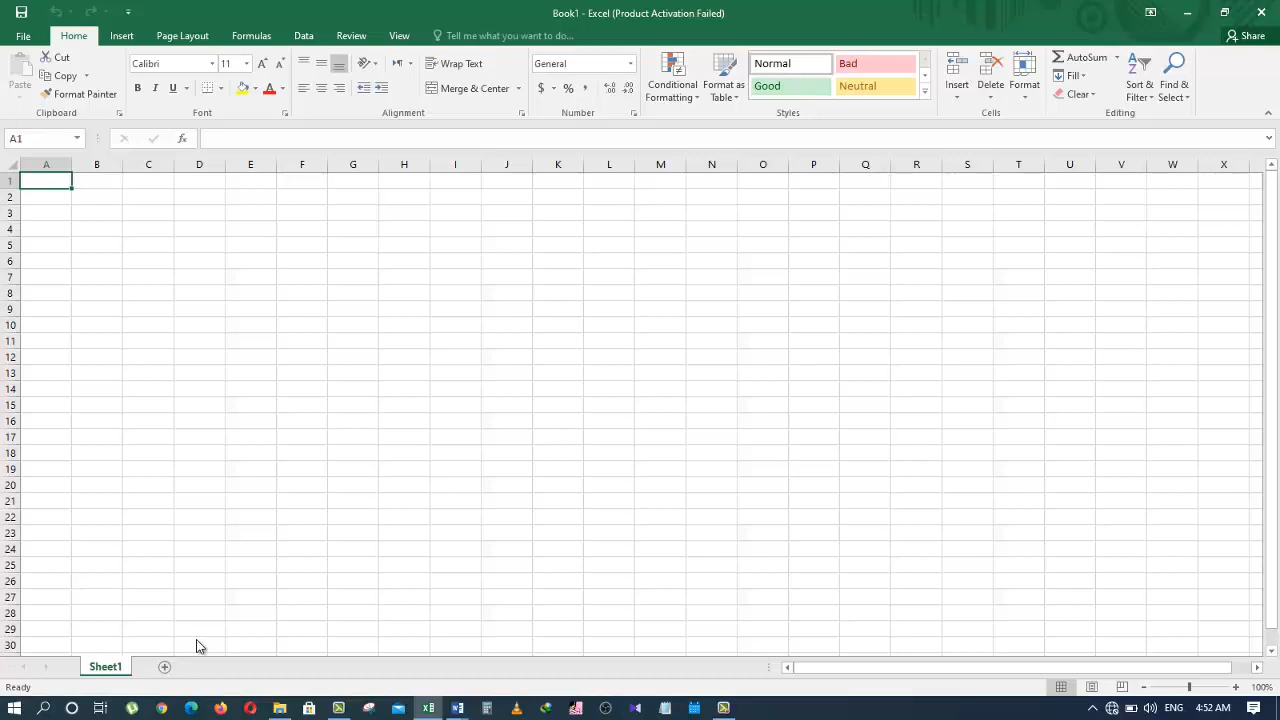 Book1 - Excel (Product Activation Failed)
File Home Insert Page Layout Formulas Data Review View Tell me what you want to do... Share
Cut Calibri 11 Wrap Text General Normal Bad AutoSum
Copy Fill
Paste Format Painter B I U A Merge & Center $ % , Conditional Formatting Format as Table Good Neutral Insert Delete Format Clear Sort & Filter Find & Select
Clipboard Font Alignment Number Styles Cells Editing
A1 fx
A B C D E F G H I J K L M N O P Q R S T U V W X
1
2
3
4
5
6
7
8
9
10
11
12
13
14
15
16
17
18
19
20
21
22
23
24
25
26
27
28
29
30
Sheet1
Ready 100%
ENG 4:52 AM